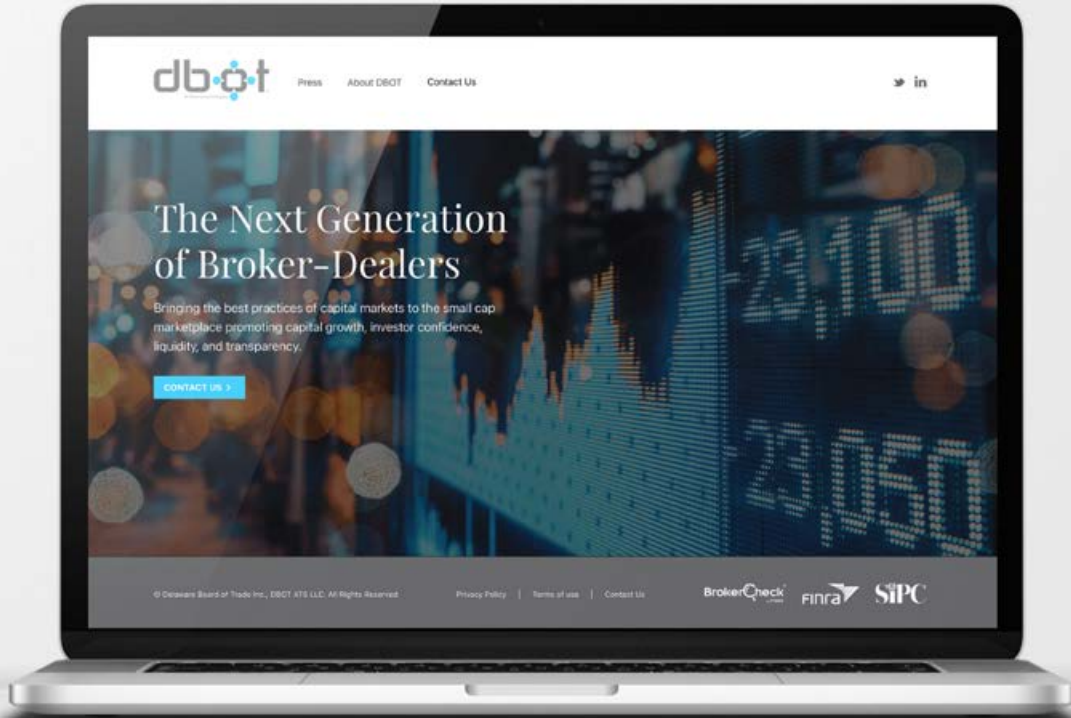 dbot
Press About DBOT Contact Us
in
23,100
The Next Generation
of Broker-Dealers
Bringing the best practices of capital markets to the small cap
marketplace promoting capital growth, investor confidence,
liquidity, and transparency.
CONTACT US >
23,050
© Delaware Board of Trade Inc., DBOT ATS LLC. All Rights Reserved Privacy Policy | Terms of use | Contact Us BrokerCheck FINRA SIPC